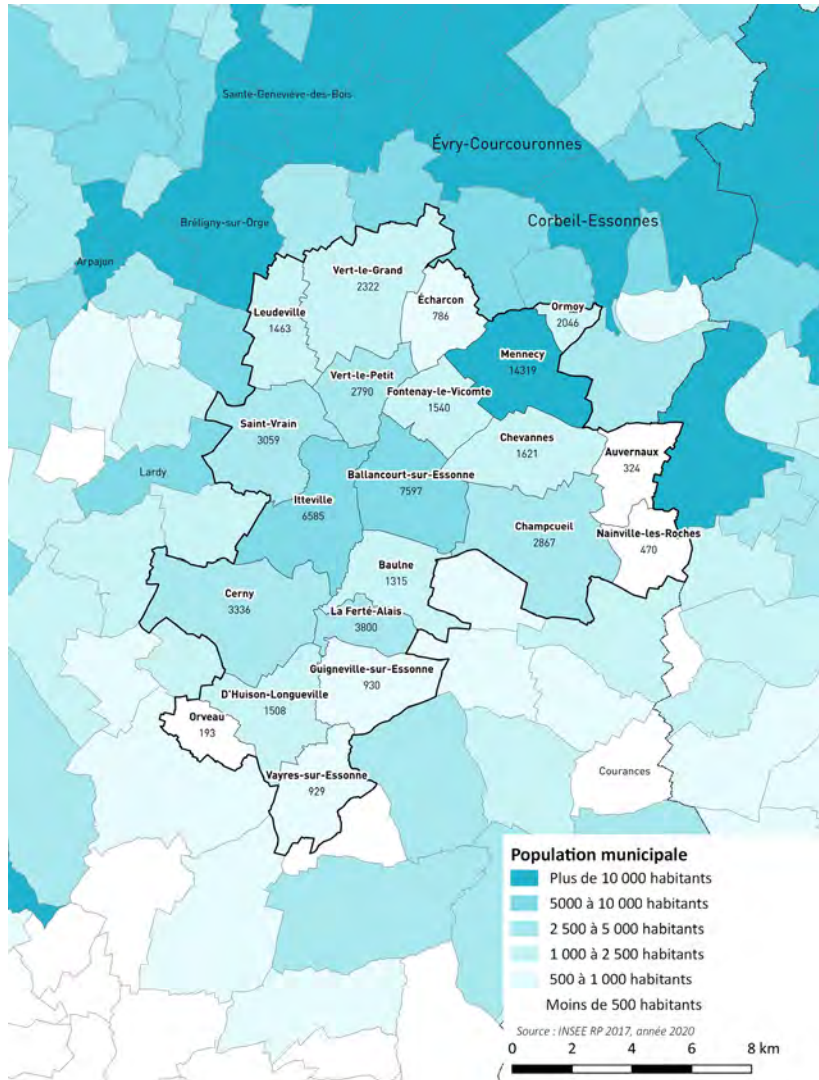 Sainte-Geneviève-des-Bois
Évry-Courcouronnes
Brétigny-sur-Orge
Corbeil-Essonnes
Arpajon
Vert-le-Grand
2322
Écharcon
786
Leudeville
1463
Ormoy
2046
Mennecy
14319
Vert-le-Petit
2790
Fontenay-le-Vicomte
1540
Saint-Vrain
3059
Chevannes
1621
Auvernaux
324
Lardy
Ballancourt-sur-Essonne
7597
Itteville
6585
Champcueil
2867
Nainville-les-Roches
470
Baulne
1315
Cerny
3336
La Ferté-Alais
3800
Guigneville-sur-Essonne
930
D'Huison-Longueville
1508
Orveau
193
Vayres-sur-Essonne
929
Courances
Population municipale
Plus de 10 000 habitants
5000 à 10 000 habitants
2 500 à 5 000 habitants
1 000 à 2 500 habitants
500 à 1 000 habitants
Moins de 500 habitants
Source : INSEE RP 2017, année 2020
0 2 4 6 8 km